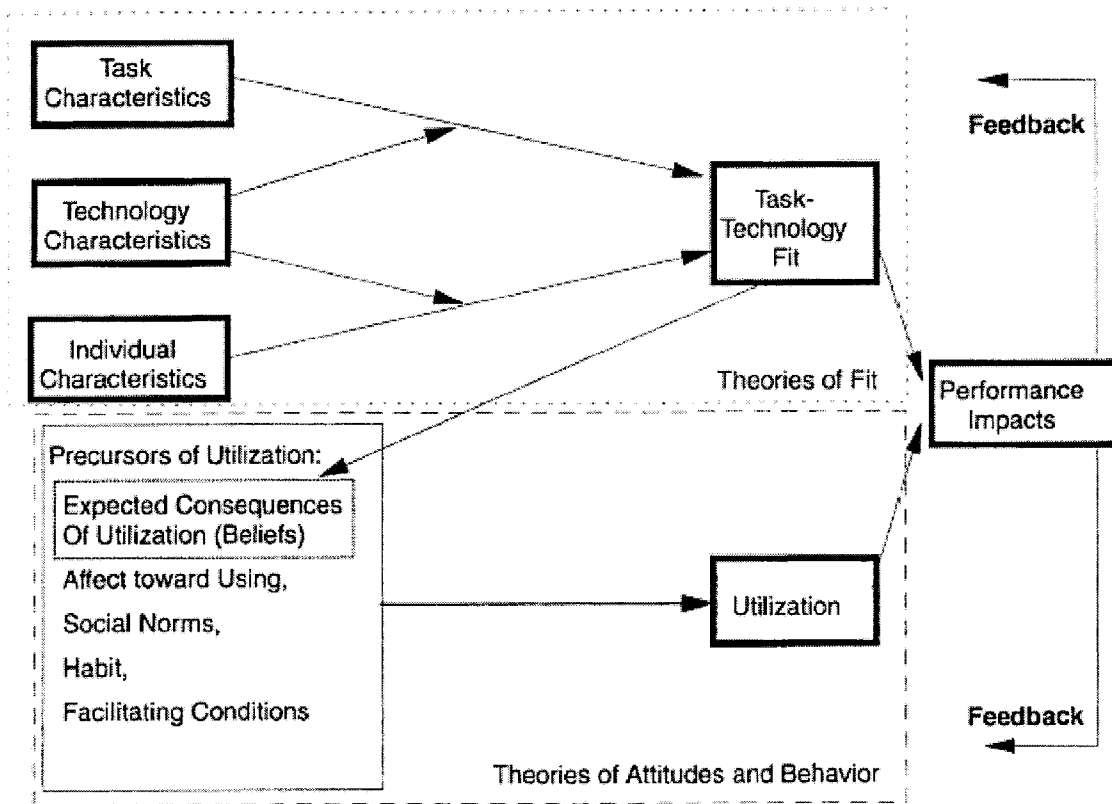 Task
Characteristics
Feedback
Technology
Characteristics
Task-
Technology
Fit
Individual
Characteristics
Theories of Fit
Performance
Impacts
Precursors of Utilization:
Expected Consequences
Of Utilization (Beliefs)
Affect toward Using,
Social Norms,
Habit,
Facilitating Conditions
Utilization
Feedback
Theories of Attitudes and Behavior